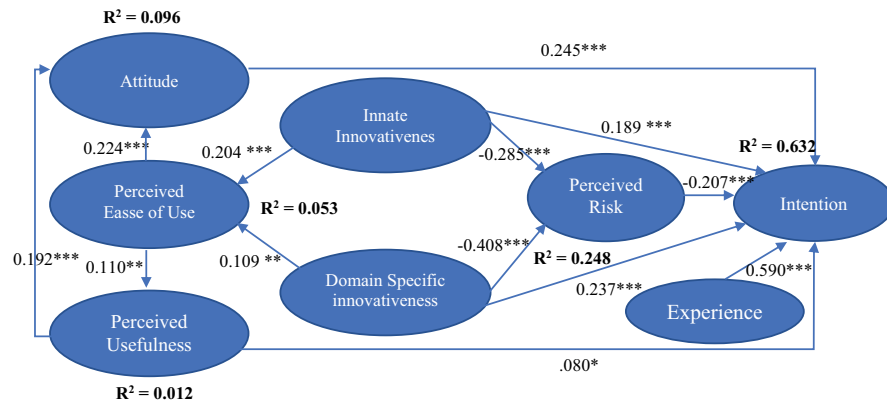 R² = 0.096
0.245***
Attitude
Innate
Innovativenes
0.189 ***
R² = 0.632
0.224***
0.204 ***
-0.285***
Perceived
Easse of Use
R² = 0.053
Perceived
Risk
-0.207***
Intention
0.192***
0.110**
0.109 **
-0.408***
R² = 0.248
Domain Specific
innovativeness
0.237***
0.590***
Experience
Perceived
Usefulness
.080*
R² = 0.012